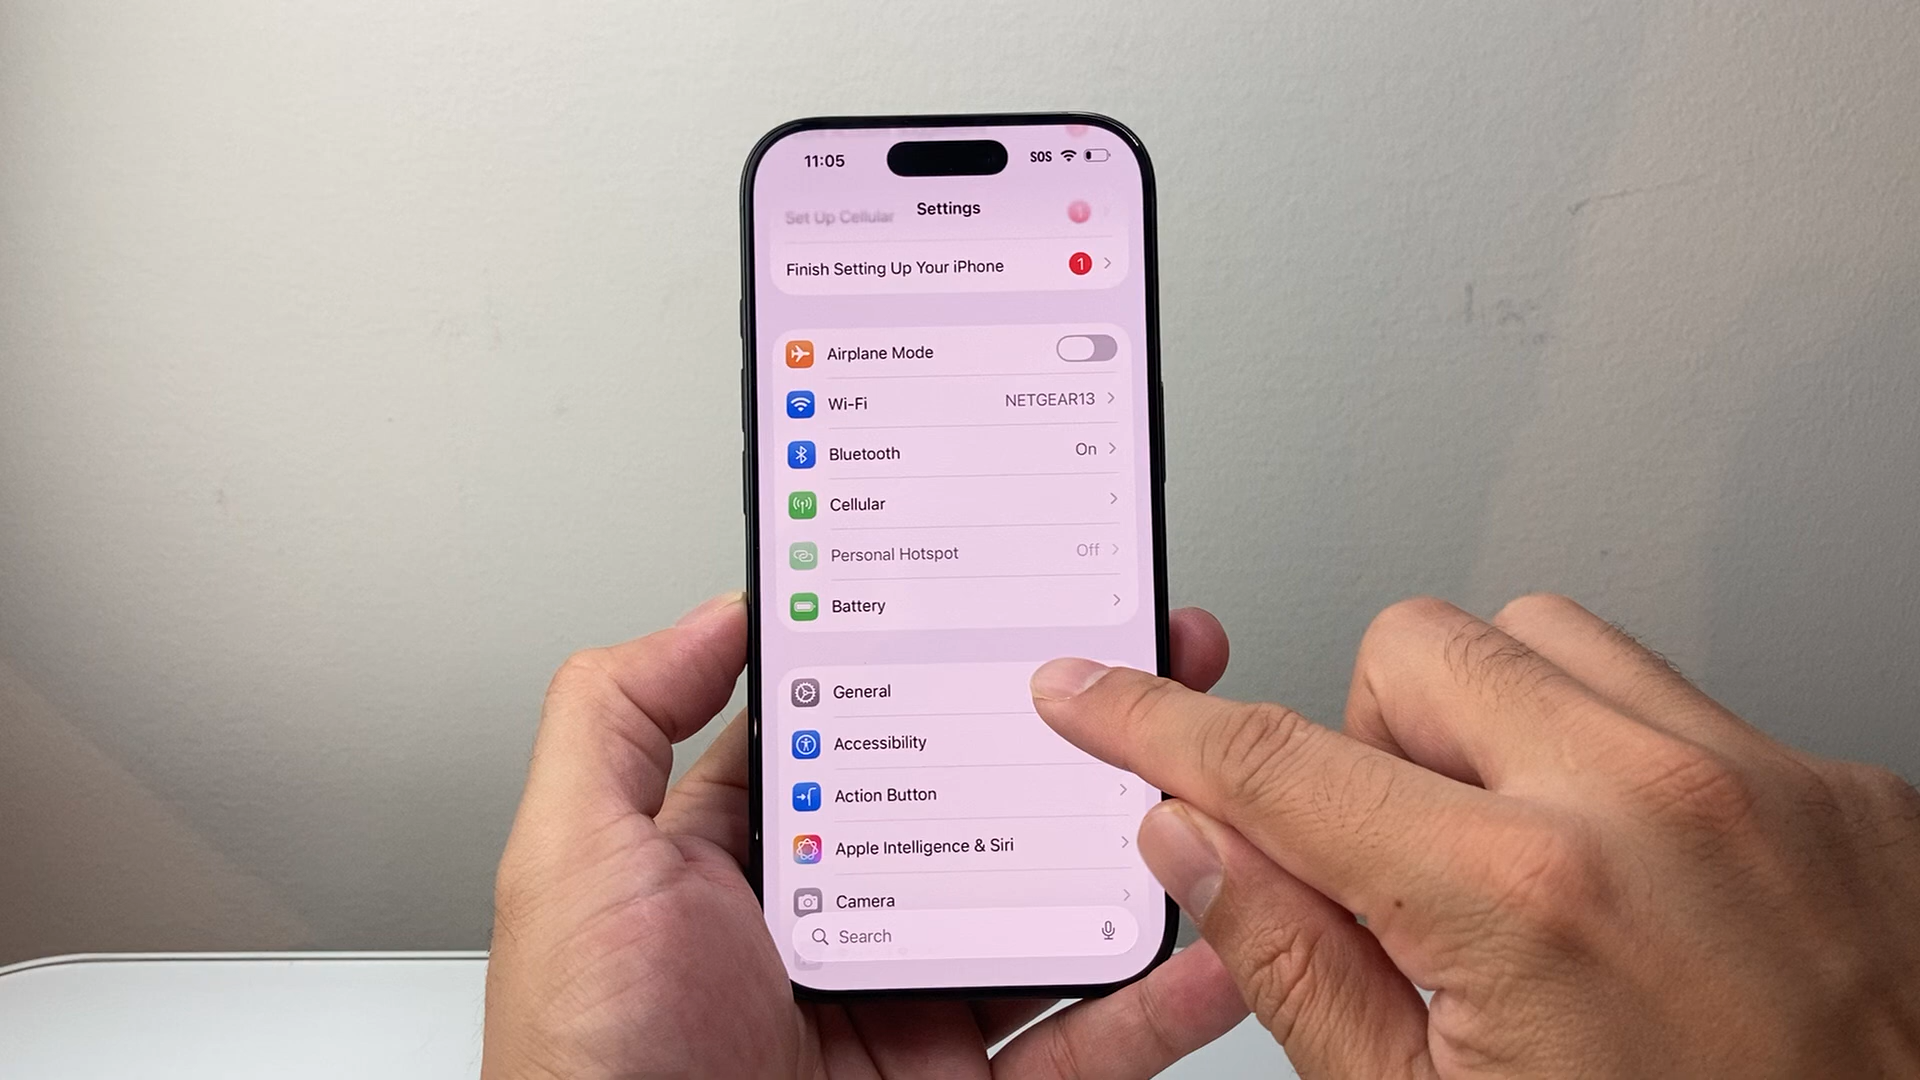 11:05
SOS
Settings
Set Up Cellular
1
Finish Setting Up Your iPhone
1
Airplane Mode
Wi-Fi
NETGEAR13
Bluetooth
On
Cellular
Personal Hotspot
Off
Battery
General
Accessibility
Action Button
Apple Intelligence & Siri
Camera
Search